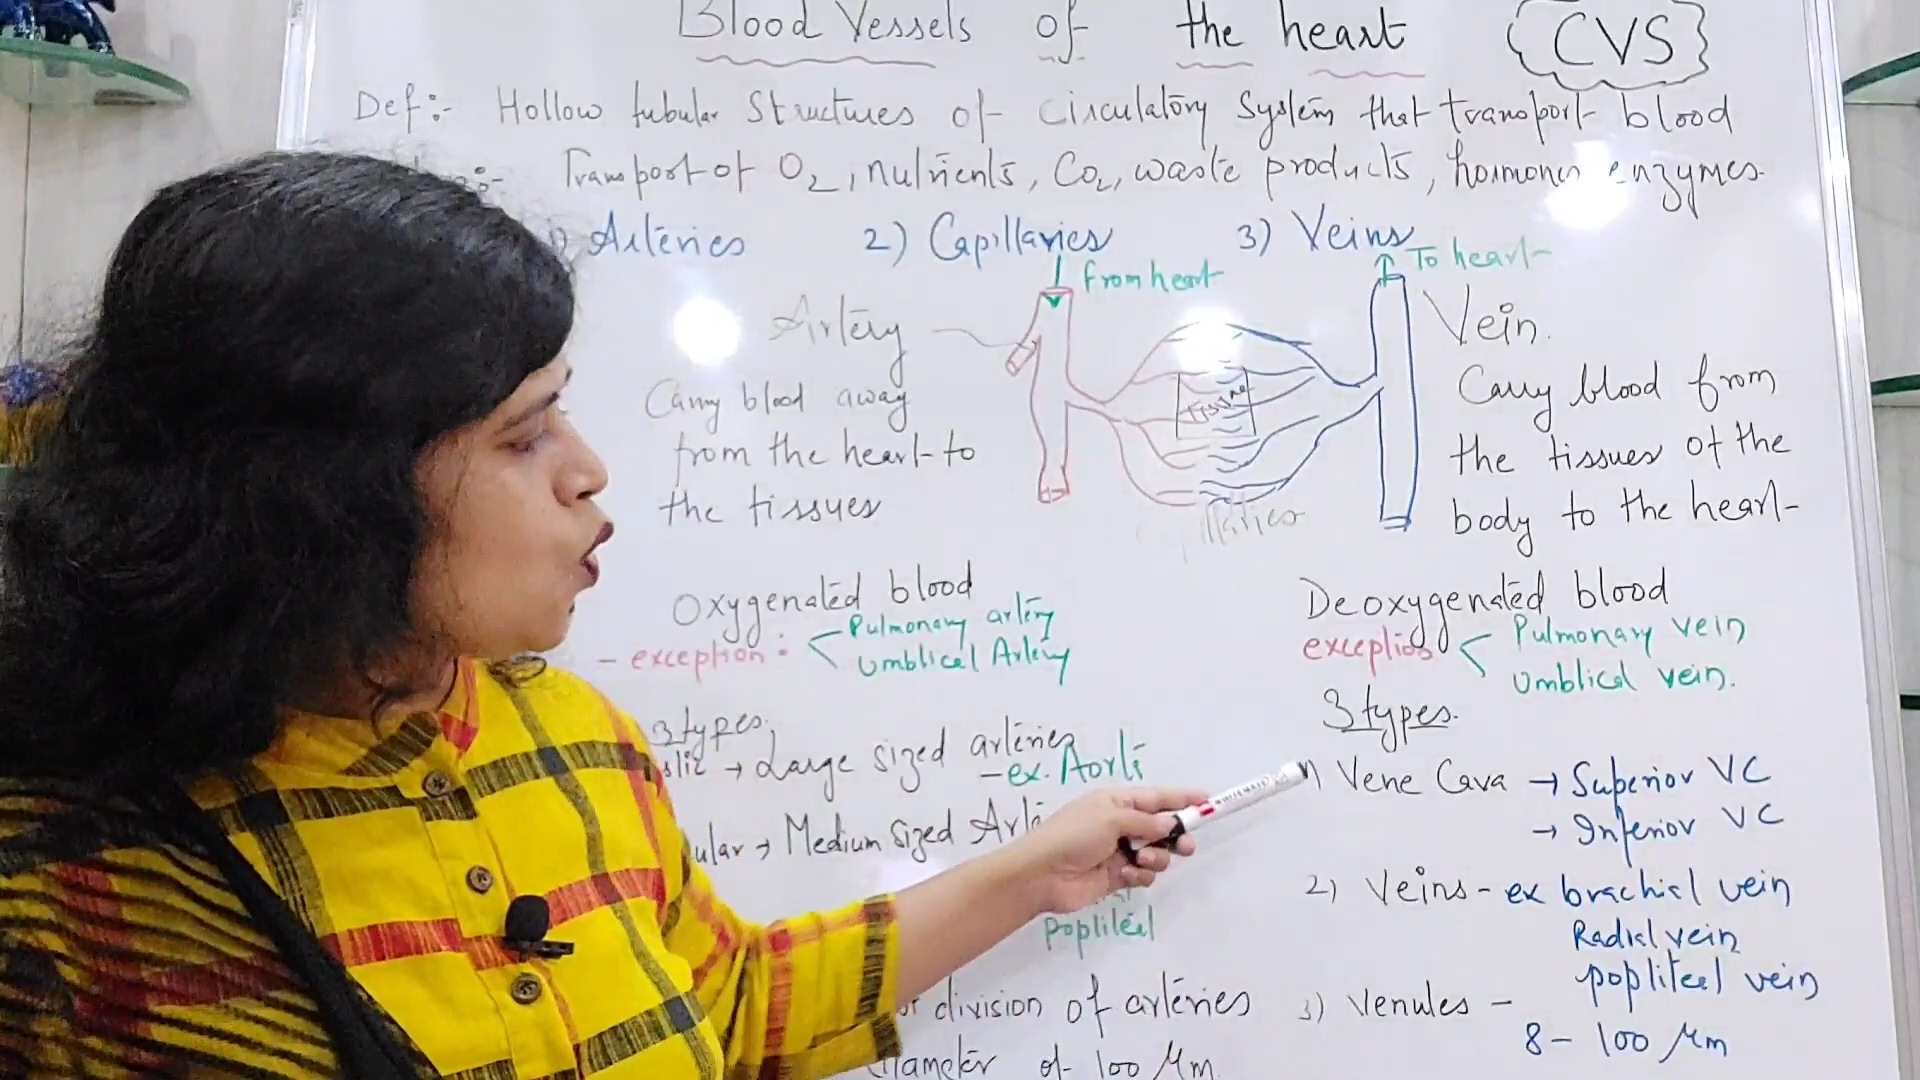 Blood Vessels of the heart
CVS
Def:- Hollow tubular structures of circulatory system that transport blood
Transport of O2, nutrients, CO2, waste products, hormones enzymes.
1) Arteries 2) Capillaries 3) Veins
From heart
To heart
Artery
Tissue
Vein.
Carry blood away
from the heart to
the tissues
Carry blood from
the tissues of the
body to the heart
Oxygenated blood
- exception :
Pulmonary artery
Umblical Artery
Deoxygenated blood
exception
Pulmonary vein
Umblical vein.
3 types.
→ Large sized arteries
- ex. Aort
→ Medium sized
popliteal
division of arteries
of 100 μm.
3 types.
1) Vene Cava → Superior VC
→ Inferior VC
2) Veins - ex brachial vein
Radial vein
popliteal vein
3) Venules -
8 - 100 μm